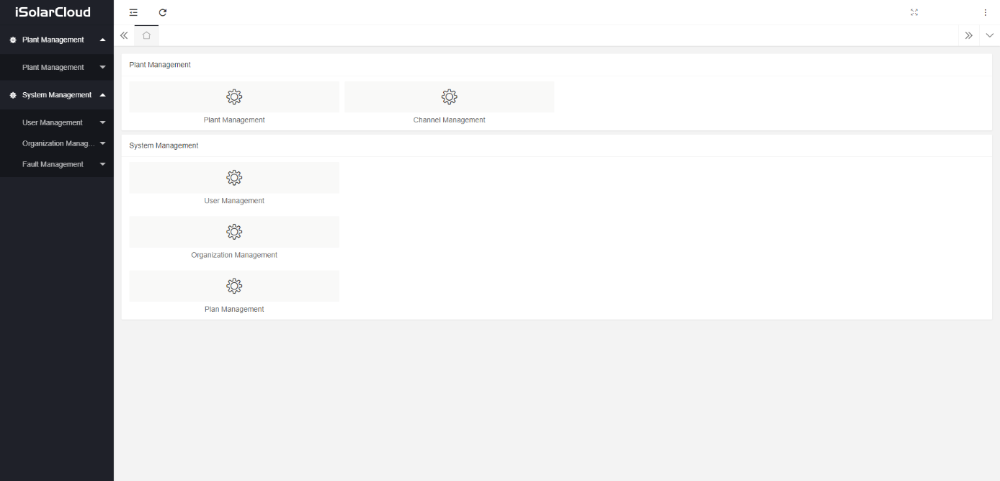 iSolarCloud
Plant Management
Plant Management
System Management
User Management
Organization Manag...
Fault Management
Plant Management
Plant Management
Channel Management
System Management
User Management
Organization Management
Plan Management